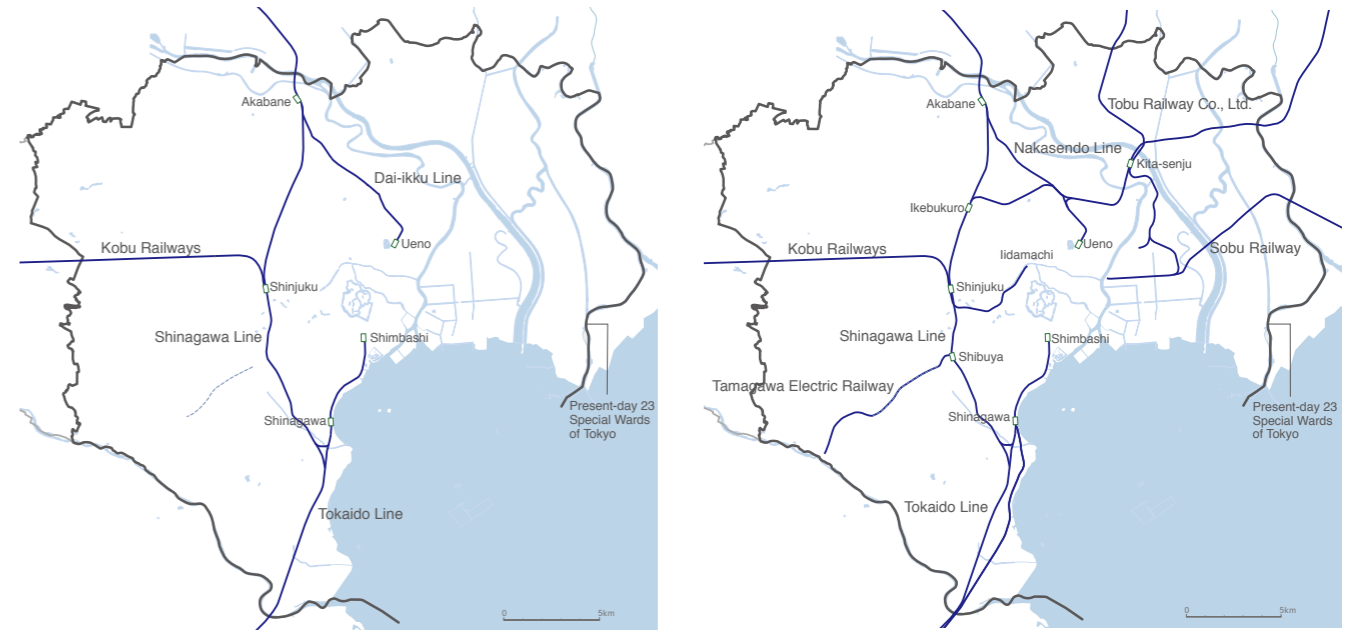 Akabane
Dai-ikku Line
Ueno
Kobu Railways
Shinjuku
Shinagawa Line
Shimbashi
Shinagawa
Present-day 23
Special Wards
of Tokyo
Tokaido Line
0
5km
Akabane
Tobu Railway Co., Ltd.
Nakasendo Line
Kita-senju
Ikebukuro
Ueno
Sobu Railway
Kobu Railways
Iidamachi
Shinjuku
Shinagawa Line
Shimbashi
Shibuya
Tamagawa Electric Railway
Shinagawa
Present-day 23
Special Wards
of Tokyo
Tokaido Line
0
5km